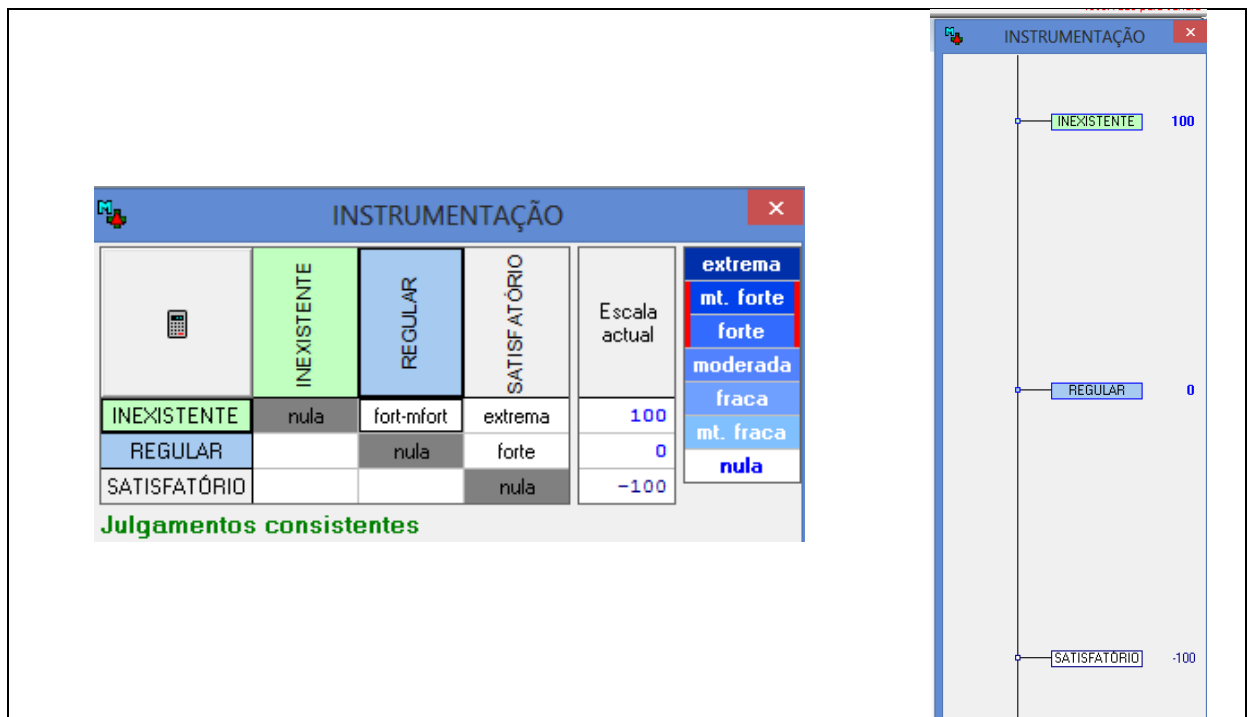 INSTRUMENTAÇÃO
INEXISTENTE
REGULAR
SATISFATÓRIO
Escala
actual
INEXISTENTE nula fort-mfort extrema 100
REGULAR nula forte 0
SATISFATÓRIO nula -100
Julgamentos consistentes
extrema
mt. forte
forte
moderada
fraca
mt. fraca
nula
INSTRUMENTAÇÃO
INEXISTENTE 100
REGULAR 0
SATISFATÓRIO -100